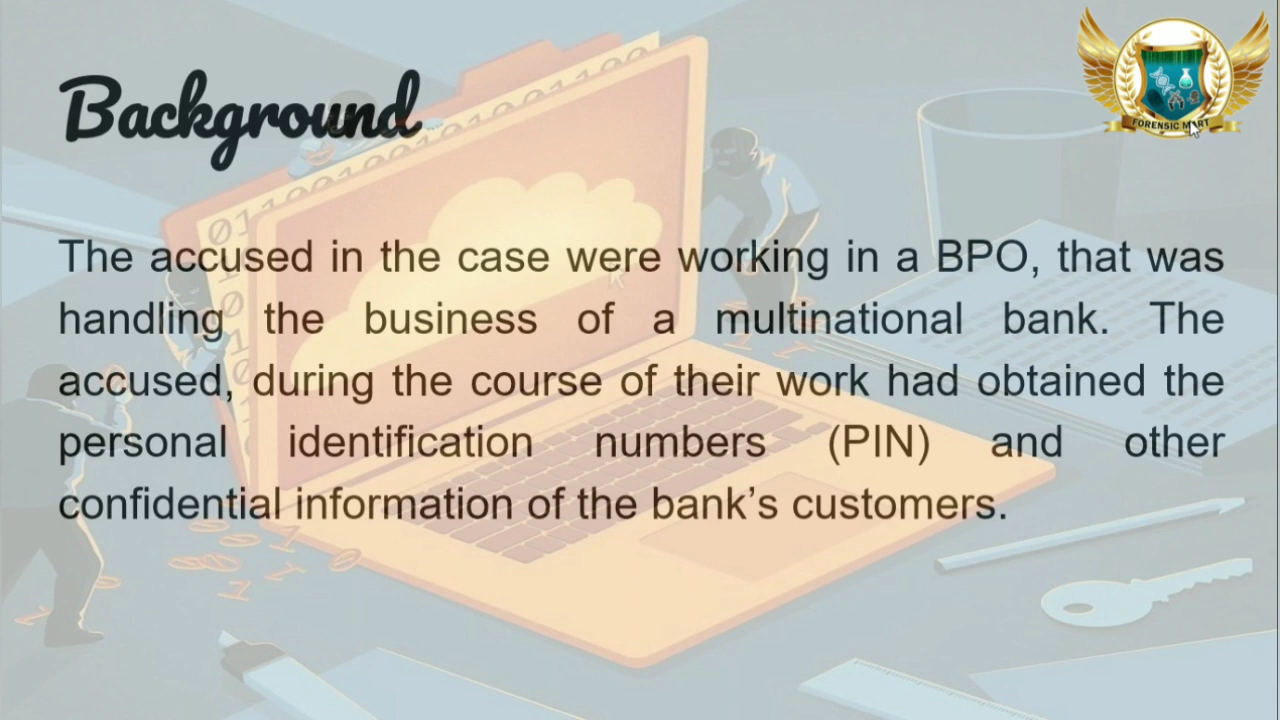 Background
FORENSIC MART
The accused in the case were working in a BPO, that was
handling the business of a multinational bank. The
accused, during the course of their work had obtained the
personal identification numbers (PIN) and other
confidential information of the bank’s customers.